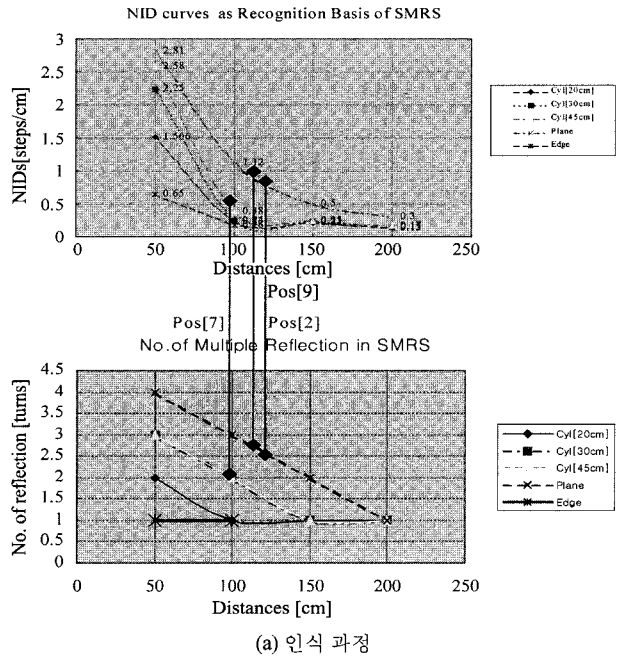 NID curves as Recognition Basis of SMRS
NIDs[steps/cm]
3
2.5
2
1.5
1
0.5
0
2.81
2.58
2.25
1.506
0.65
1.12
0.5
0.3
0.15
0 50 100 150 200 250
Distances [cm]
Cyl[20cm]
Cyl[30cm]
Cyl[45cm]
Plane
Edge
Pos[9]
Pos[7]
Pos[2]
No. of Multiple Reflection in SMRS
No. of reflection [turns]
4.5
4
3.5
3
2.5
2
1.5
1
0.5
0
0 50 100 150 200 250
Distances [cm]
Cyl[20cm]
Cyl[30cm]
Cyl[45cm]
Plane
Edge
(a) 인식 과정